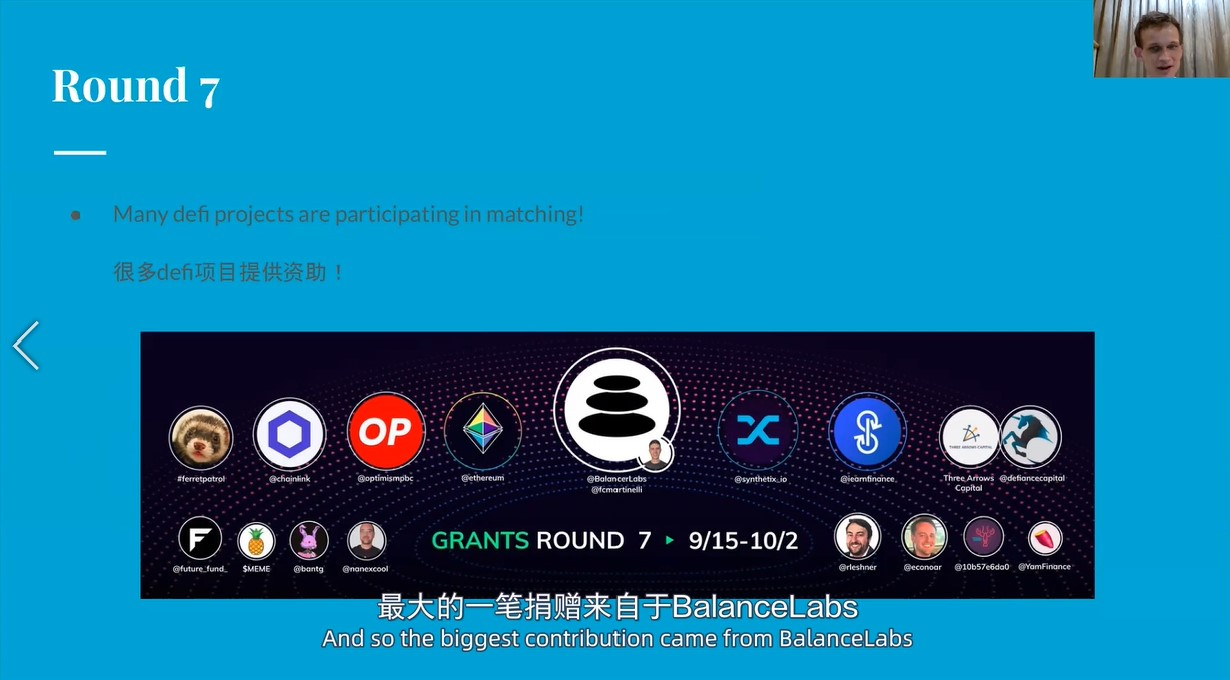 Round 7
Many defi projects are participating in matching!
很多defi项目提供资助！
OP
THREE ARROWS CAPITAL
#ferretpatrol
@chainlink
@optimismpbc
@ethereum
@BalancerLabs
@fcmartinelli
@synthetix_io
@ieamfinance
Three Arrows
Capital
@defiancecapital
GRANTS ROUND 7 ▸ 9/15-10/2
@future_fund_
$MEME
@bantg
@nanexcool
@rleshner
@econoar
@10b57e6da0
@YamFinance
最大的一笔捐赠来自于BalanceLabs
And so the biggest contribution came from BalanceLabs